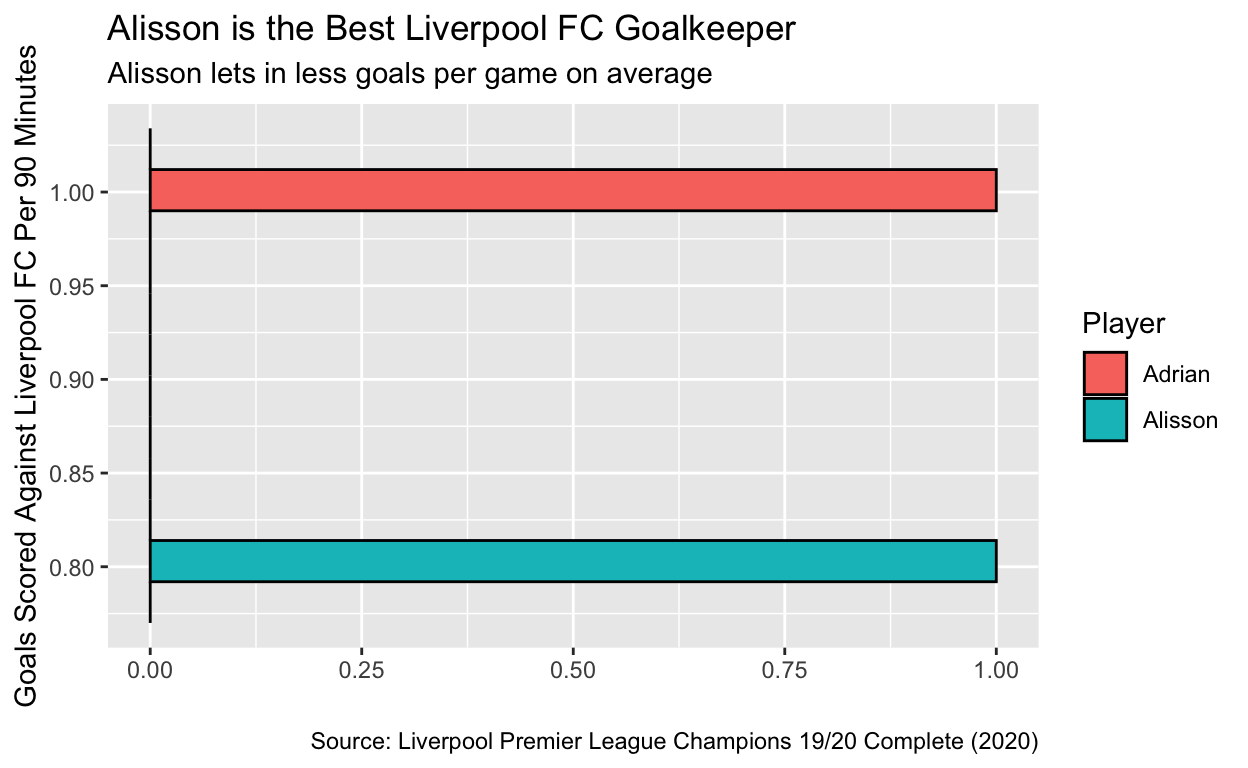 Alisson is the Best Liverpool FC Goalkeeper
Alisson lets in less goals per game on average
Goals Scored Against Liverpool FC Per 90 Minutes
1.00
0.95
0.90
0.85
0.80
0.00
0.25
0.50
0.75
1.00
Player
Adrian
Alisson
Source: Liverpool Premier League Champions 19/20 Complete (2020)